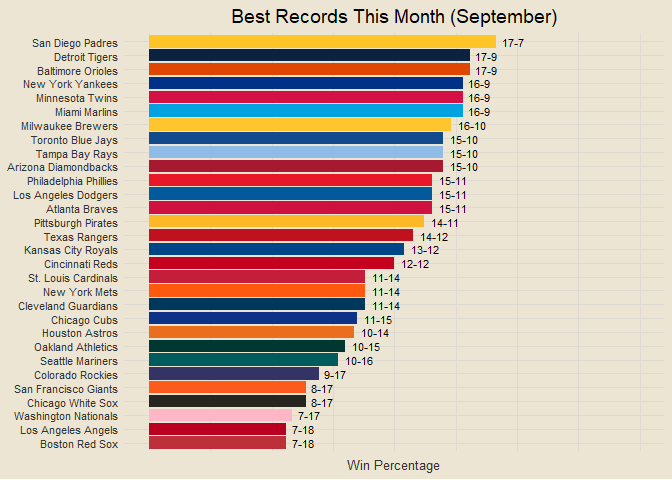 Best Records This Month (September)
San Diego Padres 17-7
Detroit Tigers 17-9
Baltimore Orioles 17-9
New York Yankees 16-9
Minnesota Twins 16-9
Miami Marlins 16-9
Milwaukee Brewers 16-10
Toronto Blue Jays 15-10
Tampa Bay Rays 15-10
Arizona Diamondbacks 15-10
Philadelphia Phillies 15-11
Los Angeles Dodgers 15-11
Atlanta Braves 15-11
Pittsburgh Pirates 14-11
Texas Rangers 14-12
Kansas City Royals 13-12
Cincinnati Reds 12-12
St. Louis Cardinals 11-14
New York Mets 11-14
Cleveland Guardians 11-14
Chicago Cubs 11-15
Houston Astros 10-14
Oakland Athletics 10-15
Seattle Mariners 10-16
Colorado Rockies 9-17
San Francisco Giants 8-17
Chicago White Sox 8-17
Washington Nationals 7-17
Los Angeles Angels 7-18
Boston Red Sox 7-18
Win Percentage